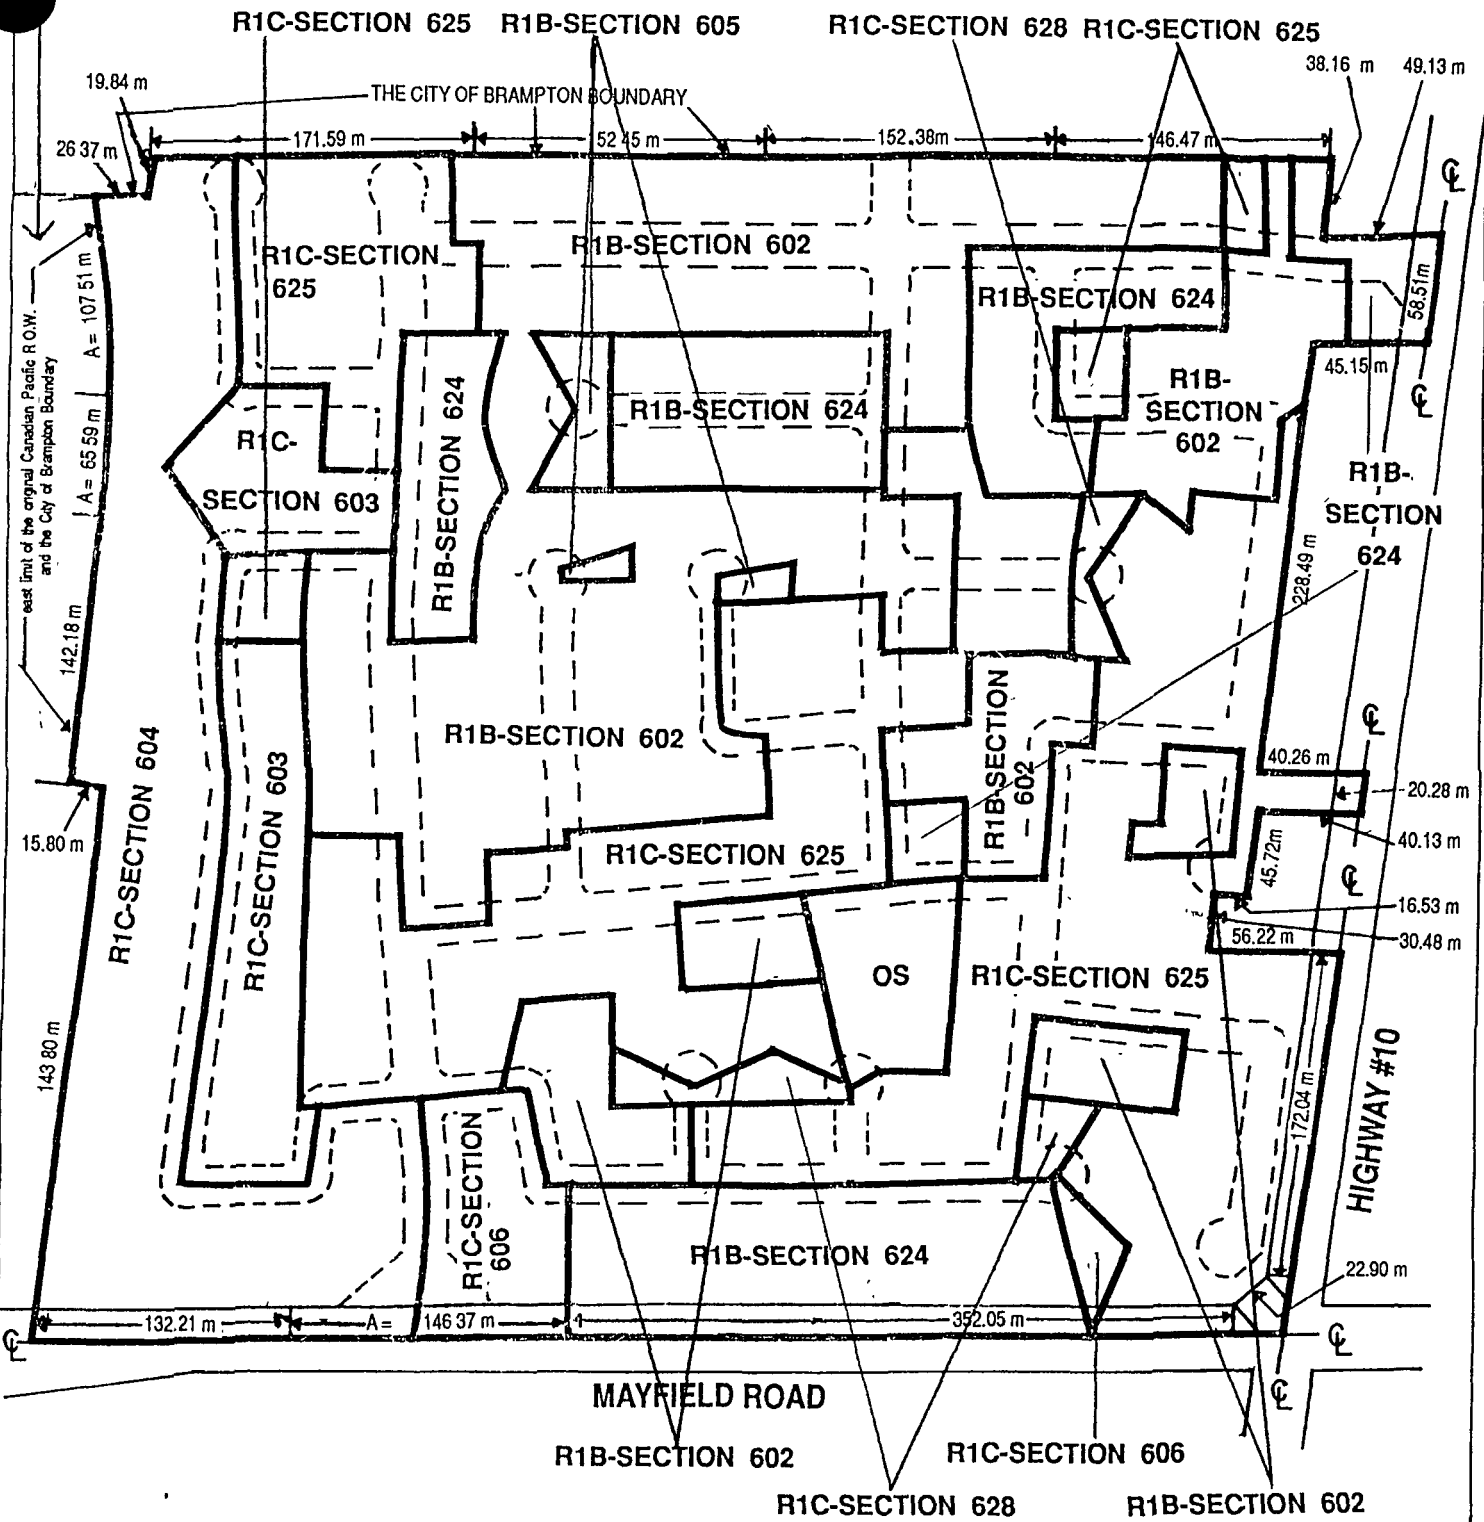 R1C-SECTION 625 R1B-SECTION 605 R1C-SECTION 628 R1C-SECTION 625
38.16 m 49.13 m
19.84 m
THE CITY OF BRAMPTON BOUNDARY
171.59 m 52 45 m 152.38m 146.47 m
26 37 m
℄
R1B-SECTION 602
R1C-SECTION
625
R1B-SECTION 624
58.51m
A= 107 51 m
east limit of the original Canadian Pacific R.O.W.
and the City of Brampton Boundary
45.15 m
℄
R1B-
SECTION
602
R1B-SECTION 624
R1B-SECTION 624
A= 65 59 m
R1C-
SECTION 603
R1B-
SECTION
624
228.49 m
142.18 m
R1B-SECTION 602
R1B-SECTION
602
℄
40.26 m
20.28 m
R1C-SECTION 604
R1C-SECTION 603
15.80 m
R1C-SECTION 625
45.72m
40.13 m
℄
16.53 m
30.48 m
56.22 m
OS
R1C-SECTION 625
143 80 m
172.04 m
HIGHWAY #10
R1C-SECTION
606
R1B-SECTION 624
22.90 m
132.21 m A= 146 37 m 352.05 m
℄ ℄
MAYFIELD ROAD
℄
R1B-SECTION 602
R1C-SECTION 606
R1C-SECTION 628
R1B-SECTION 602